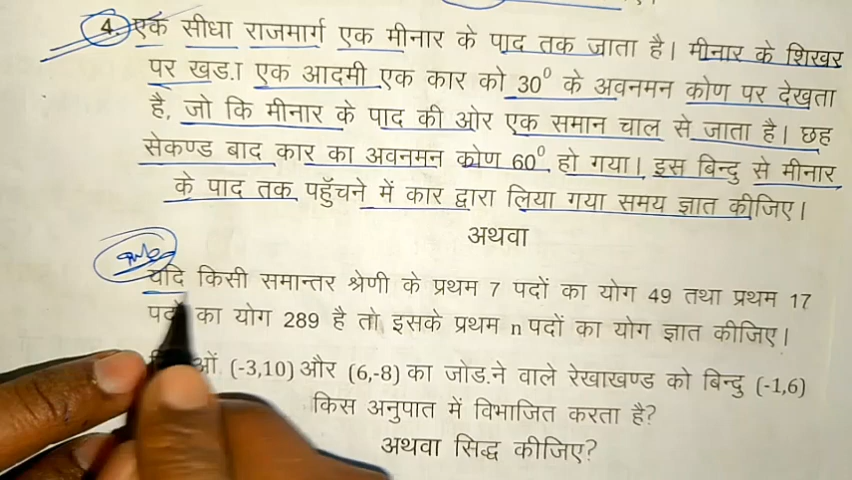 4. एक सीधा राजमार्ग एक मीनार के पाद तक जाता है। मीनार के शिखर
पर खड.ा एक आदमी एक कार को 30⁰ के अवनमन कोण पर देखता
है, जो कि मीनार के पाद की ओर एक समान चाल से जाता है। छह
सेकण्ड बाद कार का अवनमन कोण 60⁰ हो गया। इस बिन्दु से मीनार
के पाद तक पहुँचने में कार द्वारा लिया गया समय ज्ञात कीजिए।
अथवा
यदि किसी समान्तर श्रेणी के प्रथम 7 पदों का योग 49 तथा प्रथम 17
पदों का योग 289 है तो इसके प्रथम n पदों का योग ज्ञात कीजिए।
(-3,10) और (6,-8) का जोड.ने वाले रेखाखण्ड को बिन्दु (-1,6)
किस अनुपात में विभाजित करता है?
अथवा सिद्ध कीजिए?